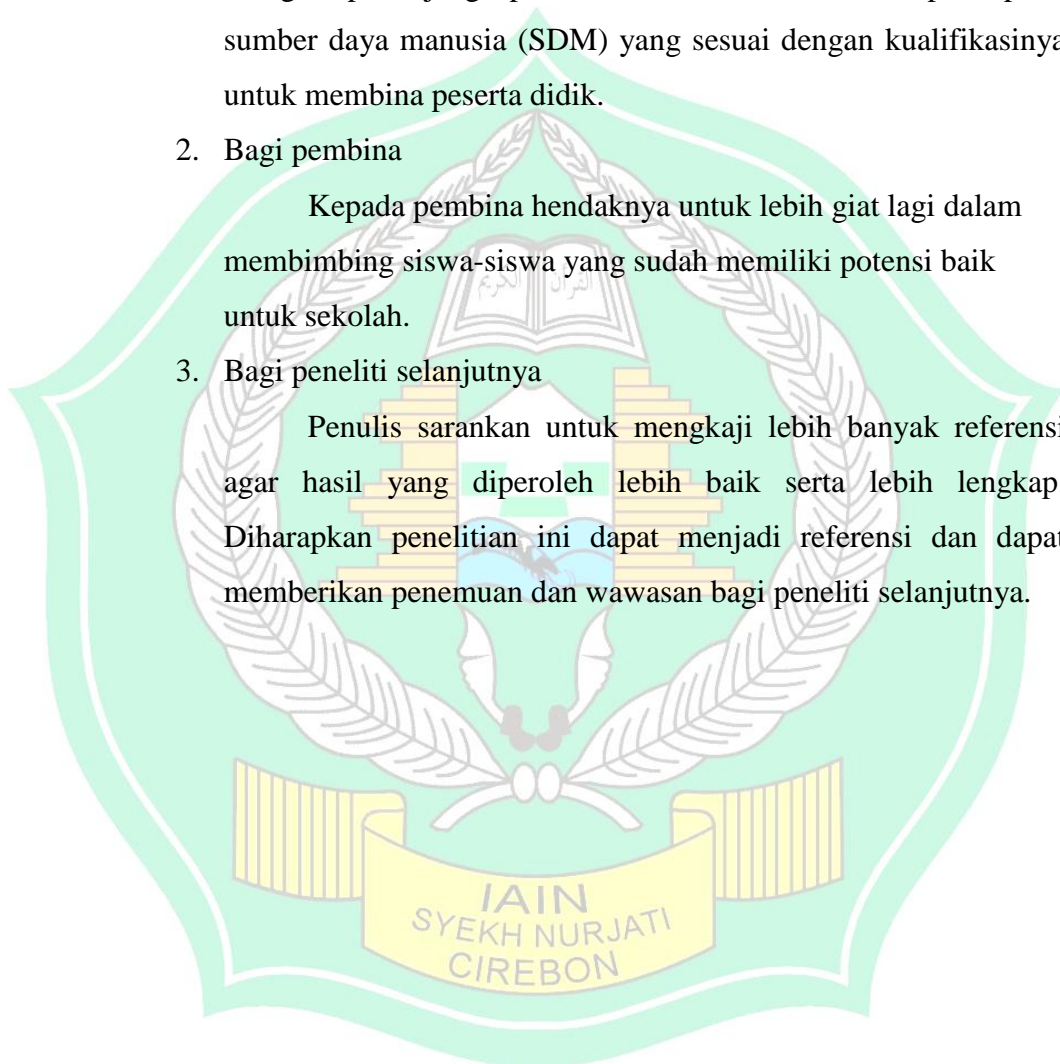 sumber daya manusia (SDM) yang sesuai dengan kualifikasinya
untuk membina peserta didik.
2. Bagi pembina
Kepada pembina hendaknya untuk lebih giat lagi dalam
membimbing siswa-siswa yang sudah memiliki potensi baik
untuk sekolah.
3. Bagi peneliti selanjutnya
Penulis sarankan untuk mengkaji lebih banyak referensi
agar hasil yang diperoleh lebih baik serta lebih lengkap
Diharapkan penelitian ini dapat menjadi referensi dan dapat
memberikan penemuan dan wawasan bagi peneliti selanjutnya.
القرآن الكريم
IAIN
SYEKH NURJATI
CIREBON